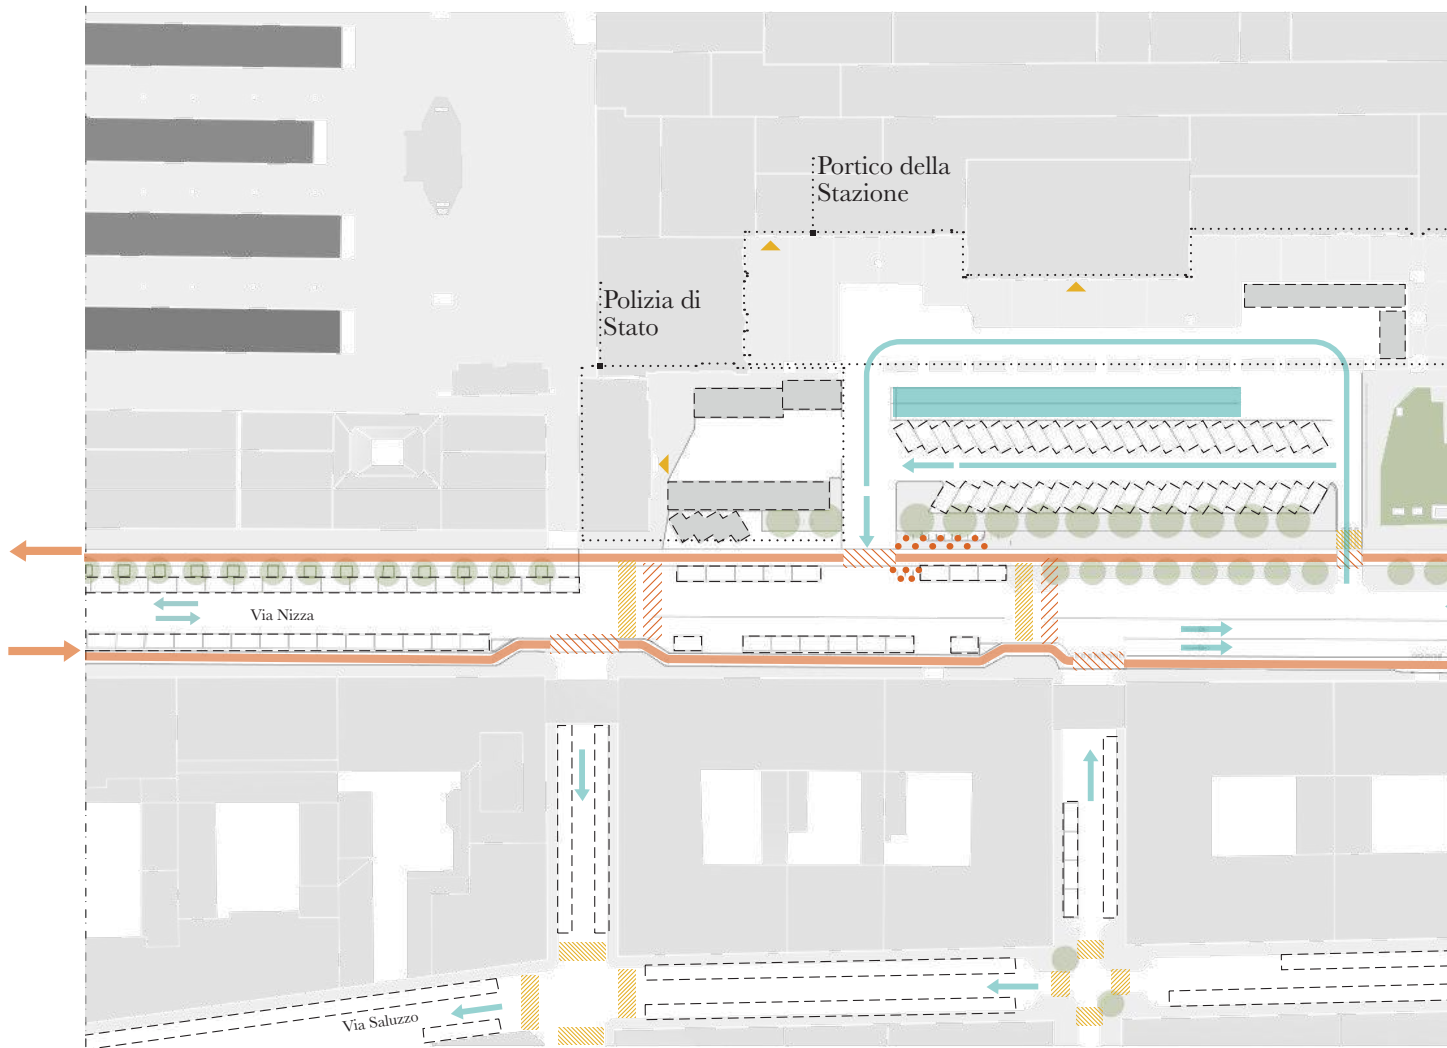 Portico della
Stazione
Polizia di
Stato
Via Nizza
Via Saluzzo